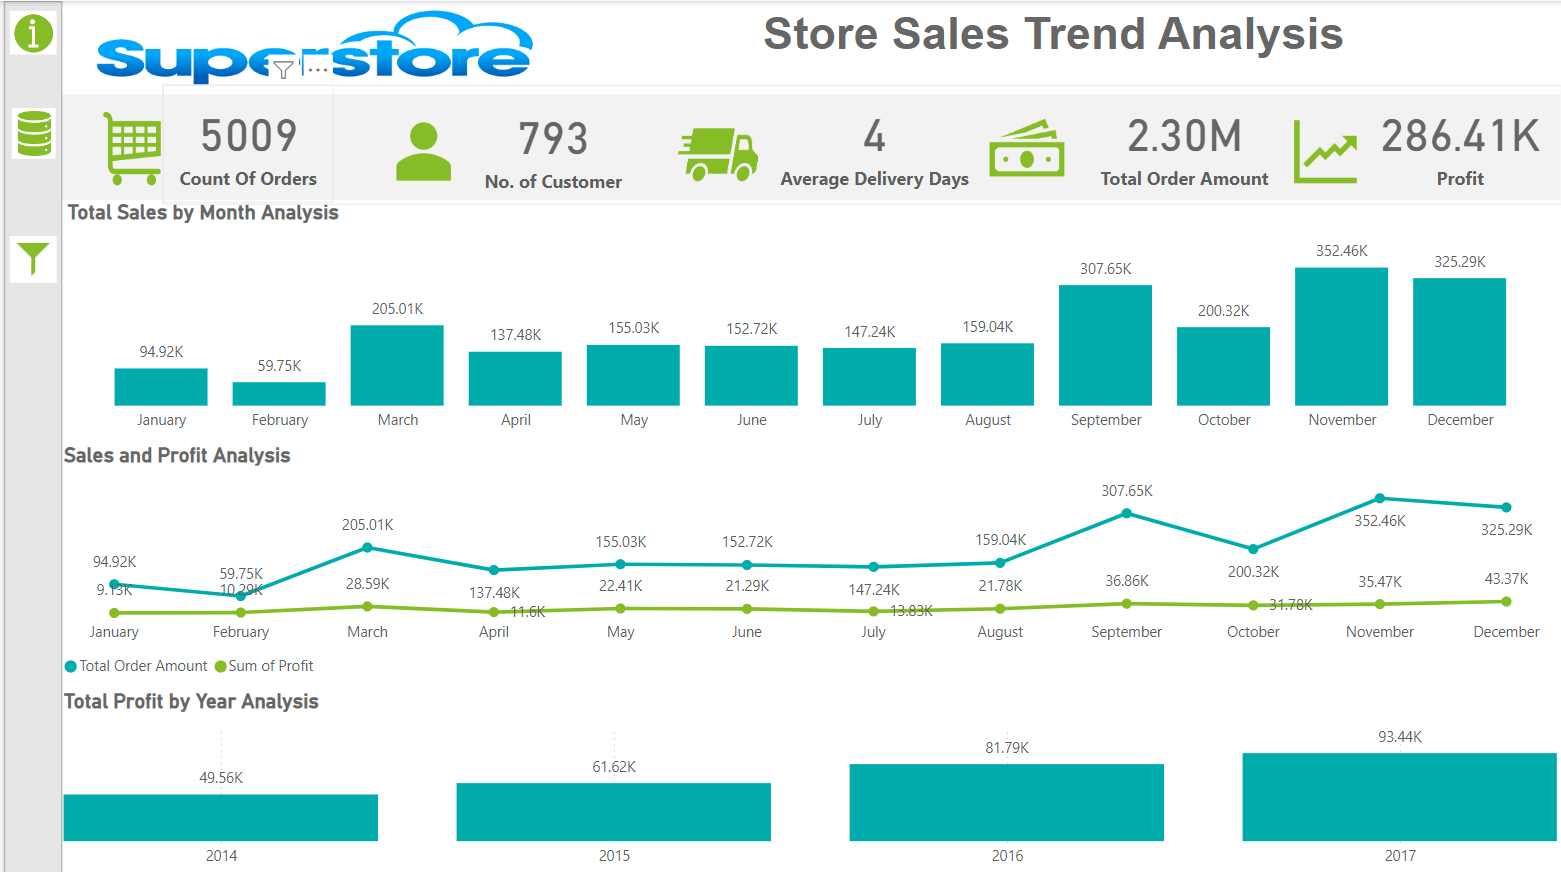 Superstore
Store Sales Trend Analysis
5009
Count Of Orders
793
No. of Customer
4
Average Delivery Days
2.30M
Total Order Amount
286.41K
Profit
Total Sales by Month Analysis
94.92K
59.75K
205.01K
137.48K
155.03K
152.72K
147.24K
159.04K
307.65K
200.32K
352.46K
325.29K
January February March April May June July August September October November December
Sales and Profit Analysis
94.92K
59.75K
205.01K
137.48K
155.03K
152.72K
147.24K
159.04K
307.65K
200.32K
352.46K
325.29K
9.13K
10.29K
28.59K
11.6K
22.41K
21.29K
13.83K
21.78K
36.86K
31.78K
35.47K
43.37K
January February March April May June July August September October November December
Total Order Amount Sum of Profit
Total Profit by Year Analysis
49.56K
61.62K
81.79K
93.44K
2014 2015 2016 2017